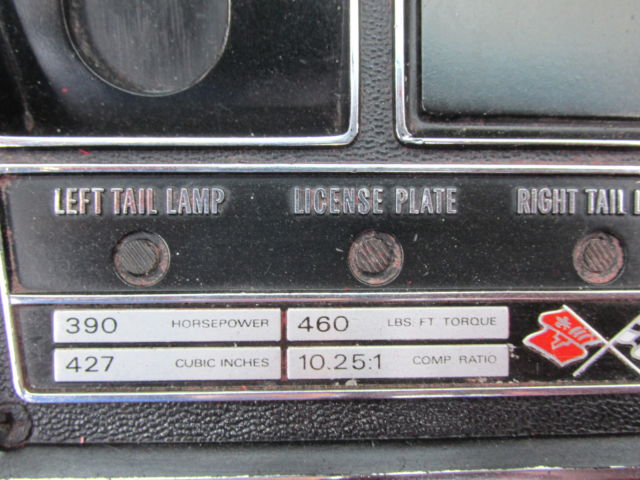 LEFT TAIL LAMP LICENSE PLATE RIGHT TAIL
390 HORSEPOWER 460 LBS. FT. TORQUE
427 CUBIC INCHES 10.25:1 COMP. RATIO